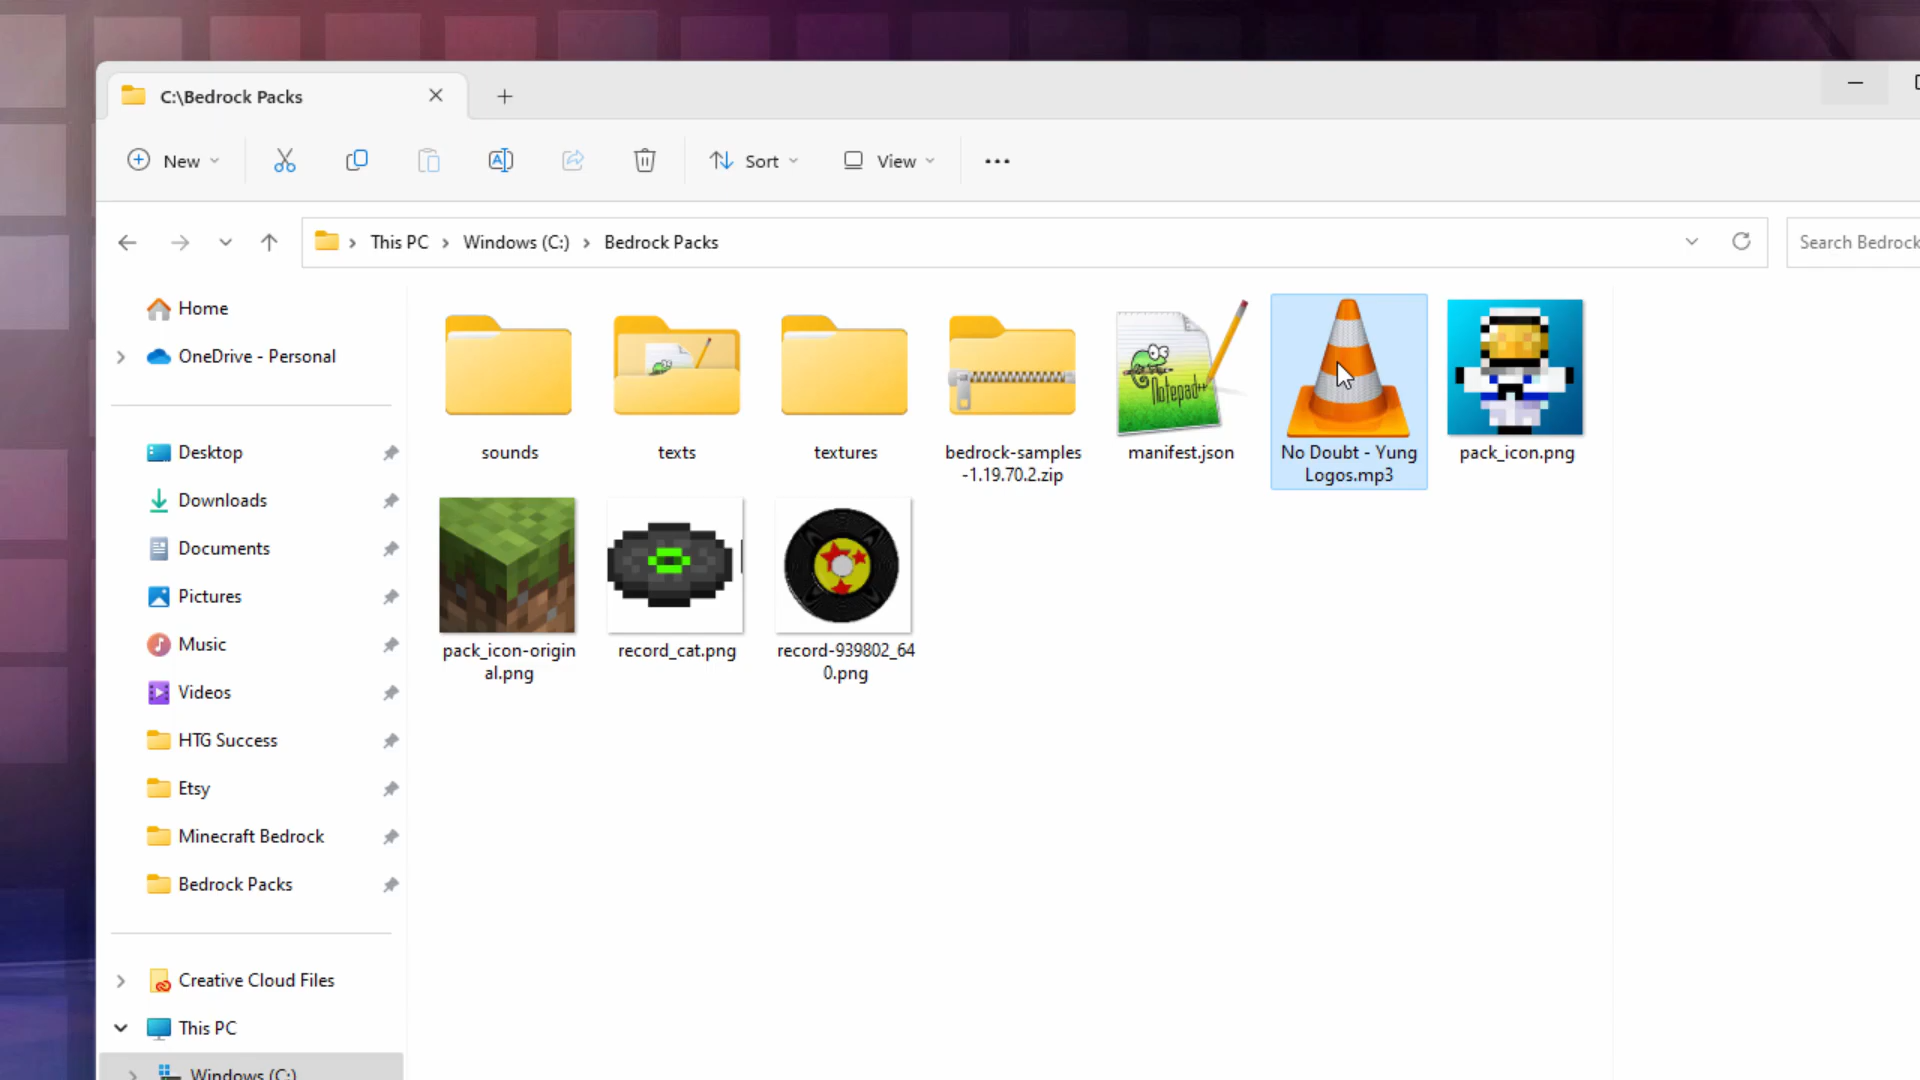 C:\Bedrock Packs
New
Sort
View
This PC
Windows (C:)
Bedrock Packs
Search Bedrock
Home
OneDrive - Personal
Desktop
Downloads
Documents
Pictures
Music
Videos
HTG Success
Etsy
Minecraft Bedrock
Bedrock Packs
Creative Cloud Files
This PC
Windows (C:)
sounds
texts
textures
bedrock-samples
-1.19.70.2.zip
Notepad++
manifest.json
No Doubt - Yung
Logos.mp3
pack_icon.png
pack_icon-origin
al.png
record_cat.png
record-939802_64
0.png